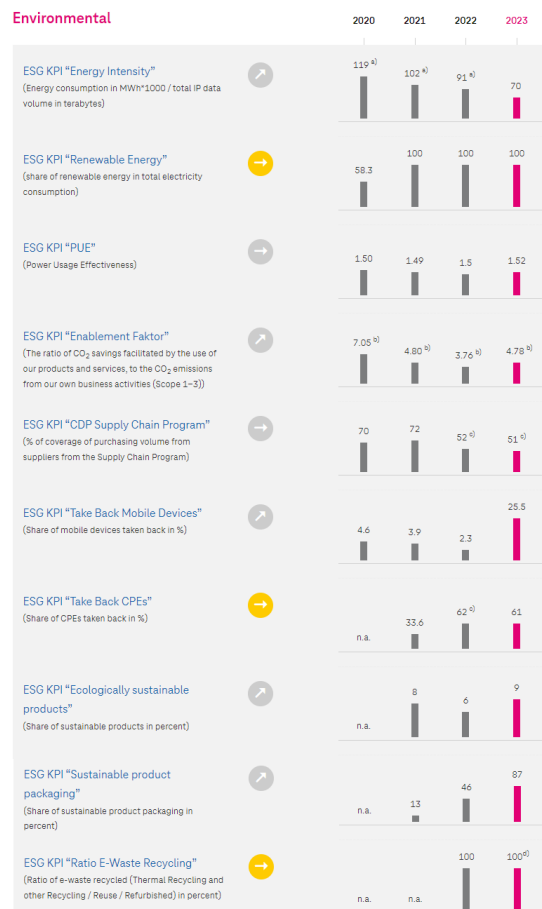 Environmental 2020 2021 2022 2023
ESG KPI “Energy Intensity”
(Energy consumption in MWh*1000 / total IP data
volume in terabytes)
119 a) 102 a) 91 a) 70
ESG KPI “Renewable Energy”
(share of renewable energy in total electricity
consumption)
58.3 100 100 100
ESG KPI “PUE”
(Power Usage Effectiveness)
1.50 1.49 1.5 1.52
ESG KPI “Enablement Faktor”
(The ratio of CO2 savings facilitated by the use of
our products and services, to the CO2 emissions
from our own business activities (Scope 1–3))
7.05 b) 4.80 b) 3.76 b) 4.78 b)
ESG KPI “CDP Supply Chain Program”
(% of coverage of purchasing volume from
suppliers from the Supply Chain Program)
70 72 52 c) 51 c)
ESG KPI “Take Back Mobile Devices”
(Share of mobile devices taken back in %)
4.6 3.9 2.3 25.5
ESG KPI “Take Back CPEs”
(Share of CPEs taken back in %)
n.a. 33.6 62 c) 61
ESG KPI “Ecologically sustainable
products”
(Share of sustainable products in percent)
n.a. 8 6 9
ESG KPI “Sustainable product
packaging”
(Share of sustainable product packaging in
percent)
n.a. 13 46 87
ESG KPI “Ratio E-Waste Recycling”
(Ratio of e-waste recycled (Thermal Recycling and
other Recycling / Reuse / Refurbished) in percent)
n.a. n.a. 100 100d)